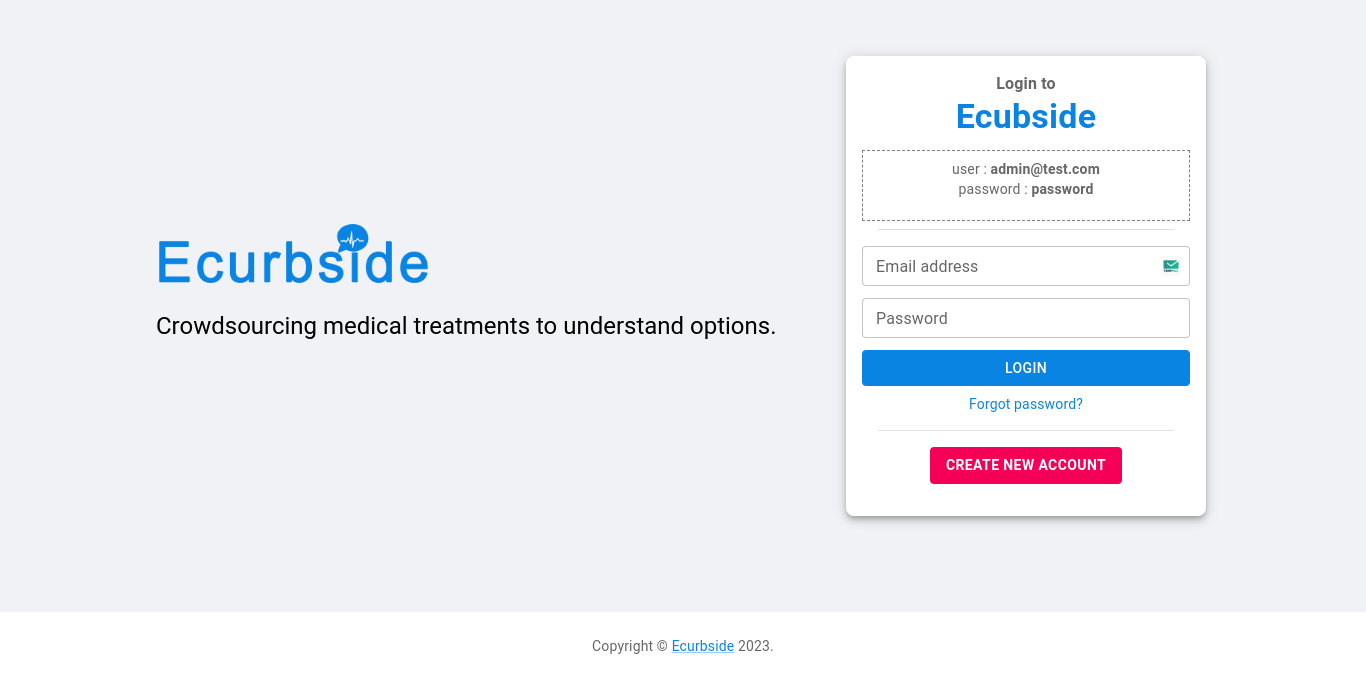 Ecurbside
Crowdsourcing medical treatments to understand options.
Login to
Ecubside
user : admin@test.com
password : password
Email address
Password
LOGIN
Forgot password?
CREATE NEW ACCOUNT
Copyright © Ecurbside 2023.